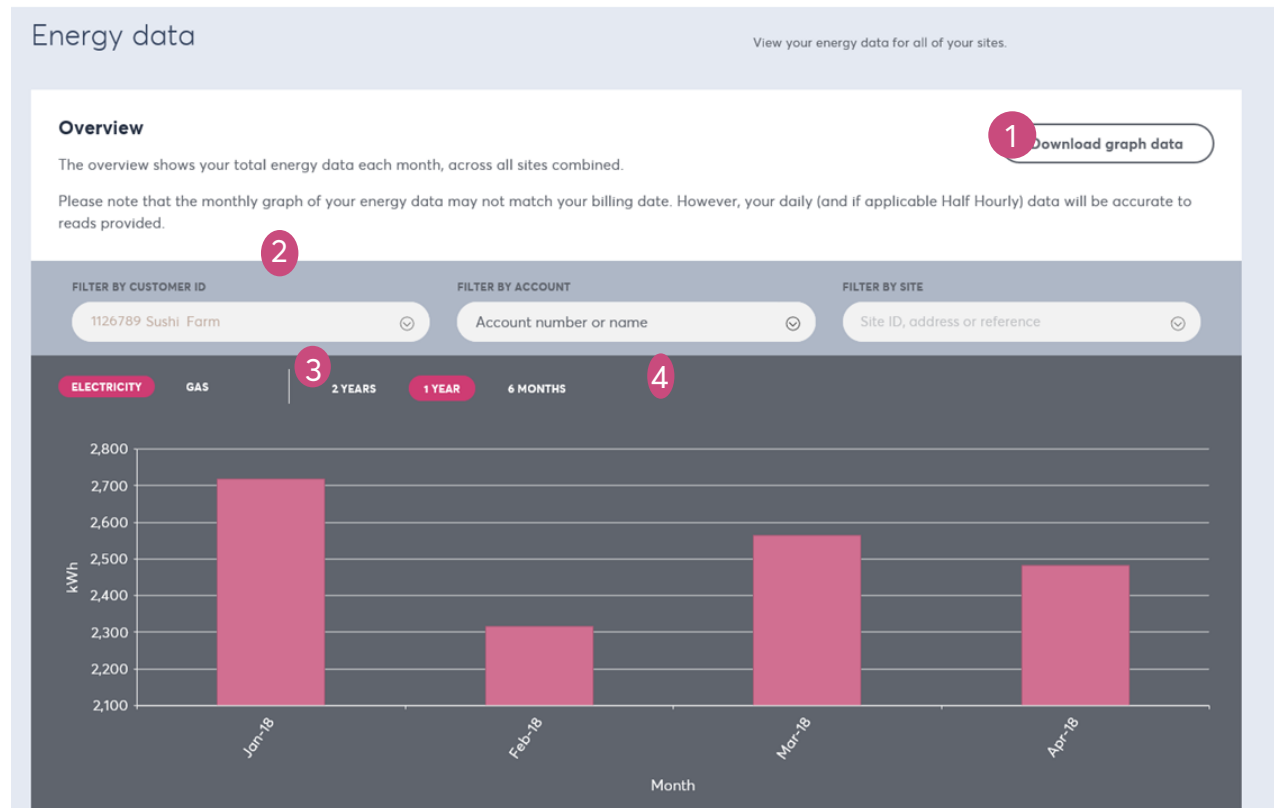 Energy data
View your energy data for all of your sites.
Overview
1
Download graph data
The overview shows your total energy data each month, across all sites combined.
Please note that the monthly graph of your energy data may not match your billing date. However, your daily (and if applicable Half Hourly) data will be accurate to
reads provided.
2
FILTER BY CUSTOMER ID
FILTER BY ACCOUNT
FILTER BY SITE
1126789 Sushi Farm
Account number or name
Site ID, address or reference
3
4
ELECTRICITY
GAS
2 YEARS
1 YEAR
6 MONTHS
2,800
2,700
2,600
2,500
2,400
2,300
2,200
2,100
kWh
Jan-18
Feb-18
Mar-18
Apr-18
Month